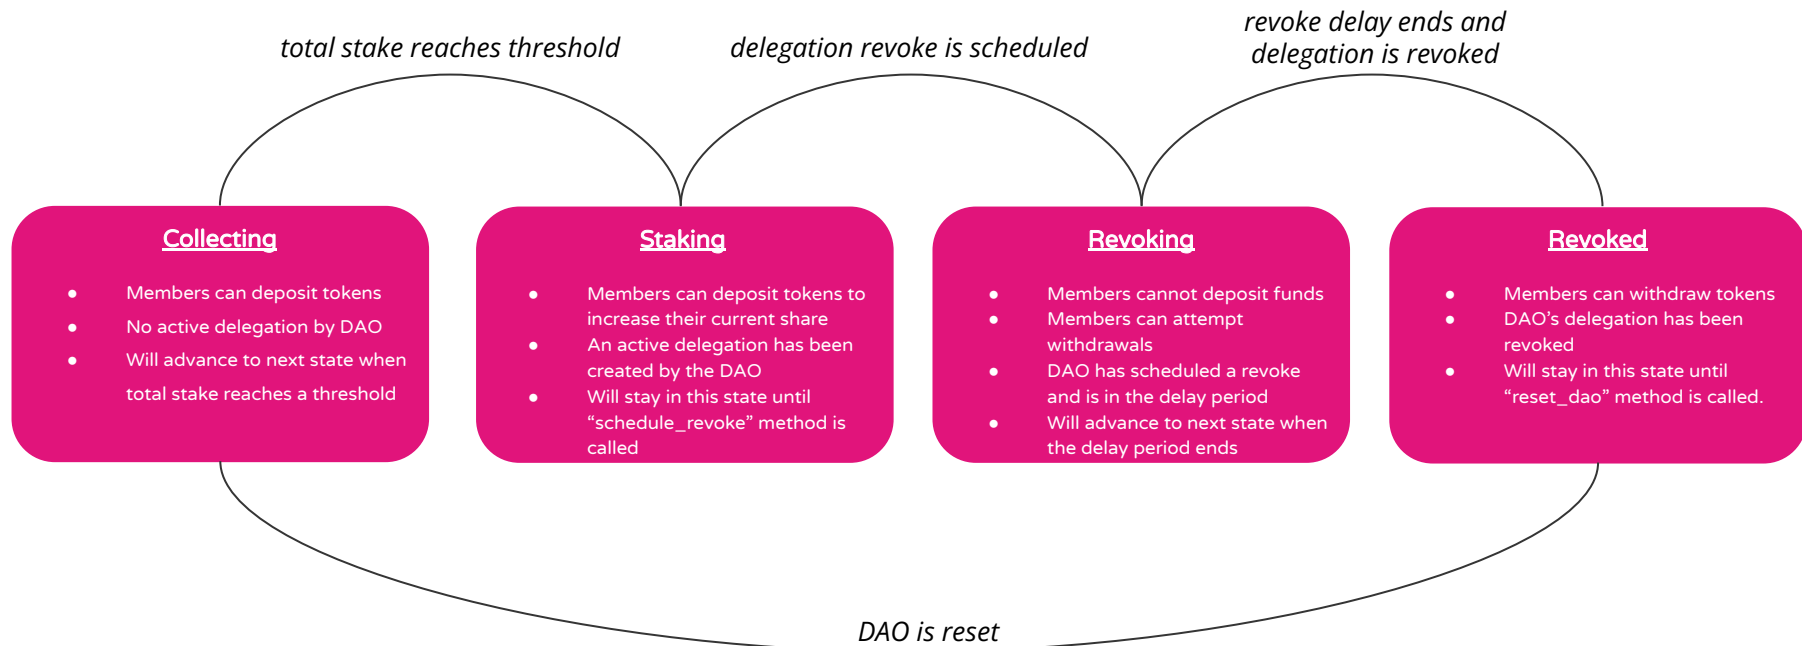 total stake reaches threshold
delegation revoke is scheduled
revoke delay ends and
delegation is revoked
Collecting
● Members can deposit tokens
● No active delegation by DAO
● Will advance to next state when
total stake reaches a threshold
Staking
● Members can deposit tokens to
increase their current share
● An active delegation has been
created by the DAO
● Will stay in this state until
“schedule_revoke” method is
called
Revoking
● Members cannot deposit funds
● Members can attempt
withdrawals
● DAO has scheduled a revoke
and is in the delay period
● Will advance to next state when
the delay period ends
Revoked
● Members can withdraw tokens
● DAO’s delegation has been
revoked
● Will stay in this state until
“reset_dao” method is called.
DAO is reset